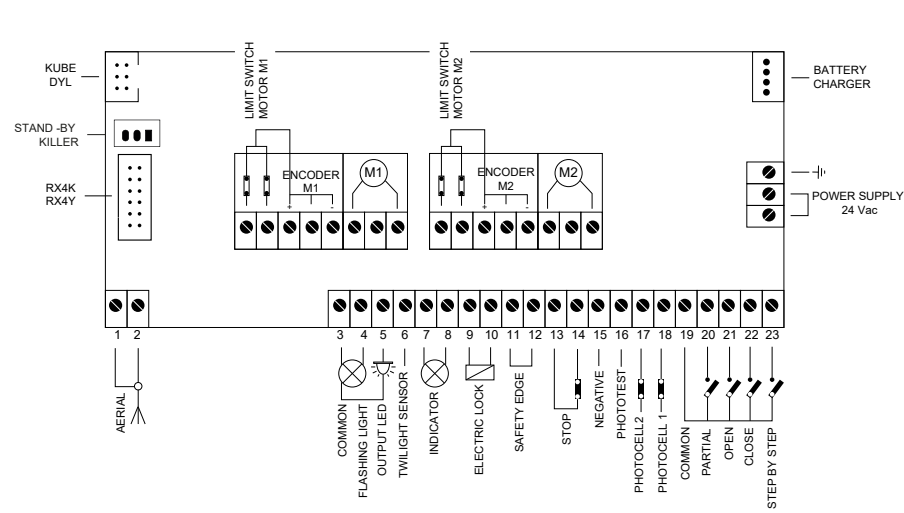 KUBE
DYL
STAND -BY
KILLER
RX4K
RX4Y
LIMIT SWITCH
MOTOR M1
ENCODER
M1
+
-
M1
LIMIT SWITCH
MOTOR M2
ENCODER
M2
+
-
M2
BATTERY
CHARGER
POWER SUPPLY
24 Vac
1 2 3 4 5 6 7 8 9 10 11 12 13 14 15 16 17 18 19 20 21 22 23
AERIAL
COMMON
FLASHING LIGHT
OUTPUT LED
TWILIGHT SENSOR
INDICATOR
ELECTRIC LOCK
SAFETY EDGE
STOP
NEGATIVE
PHOTOTEST
PHOTOCELL2
PHOTOCELL 1
COMMON
PARTIAL
OPEN
CLOSE
STEP BY STEP